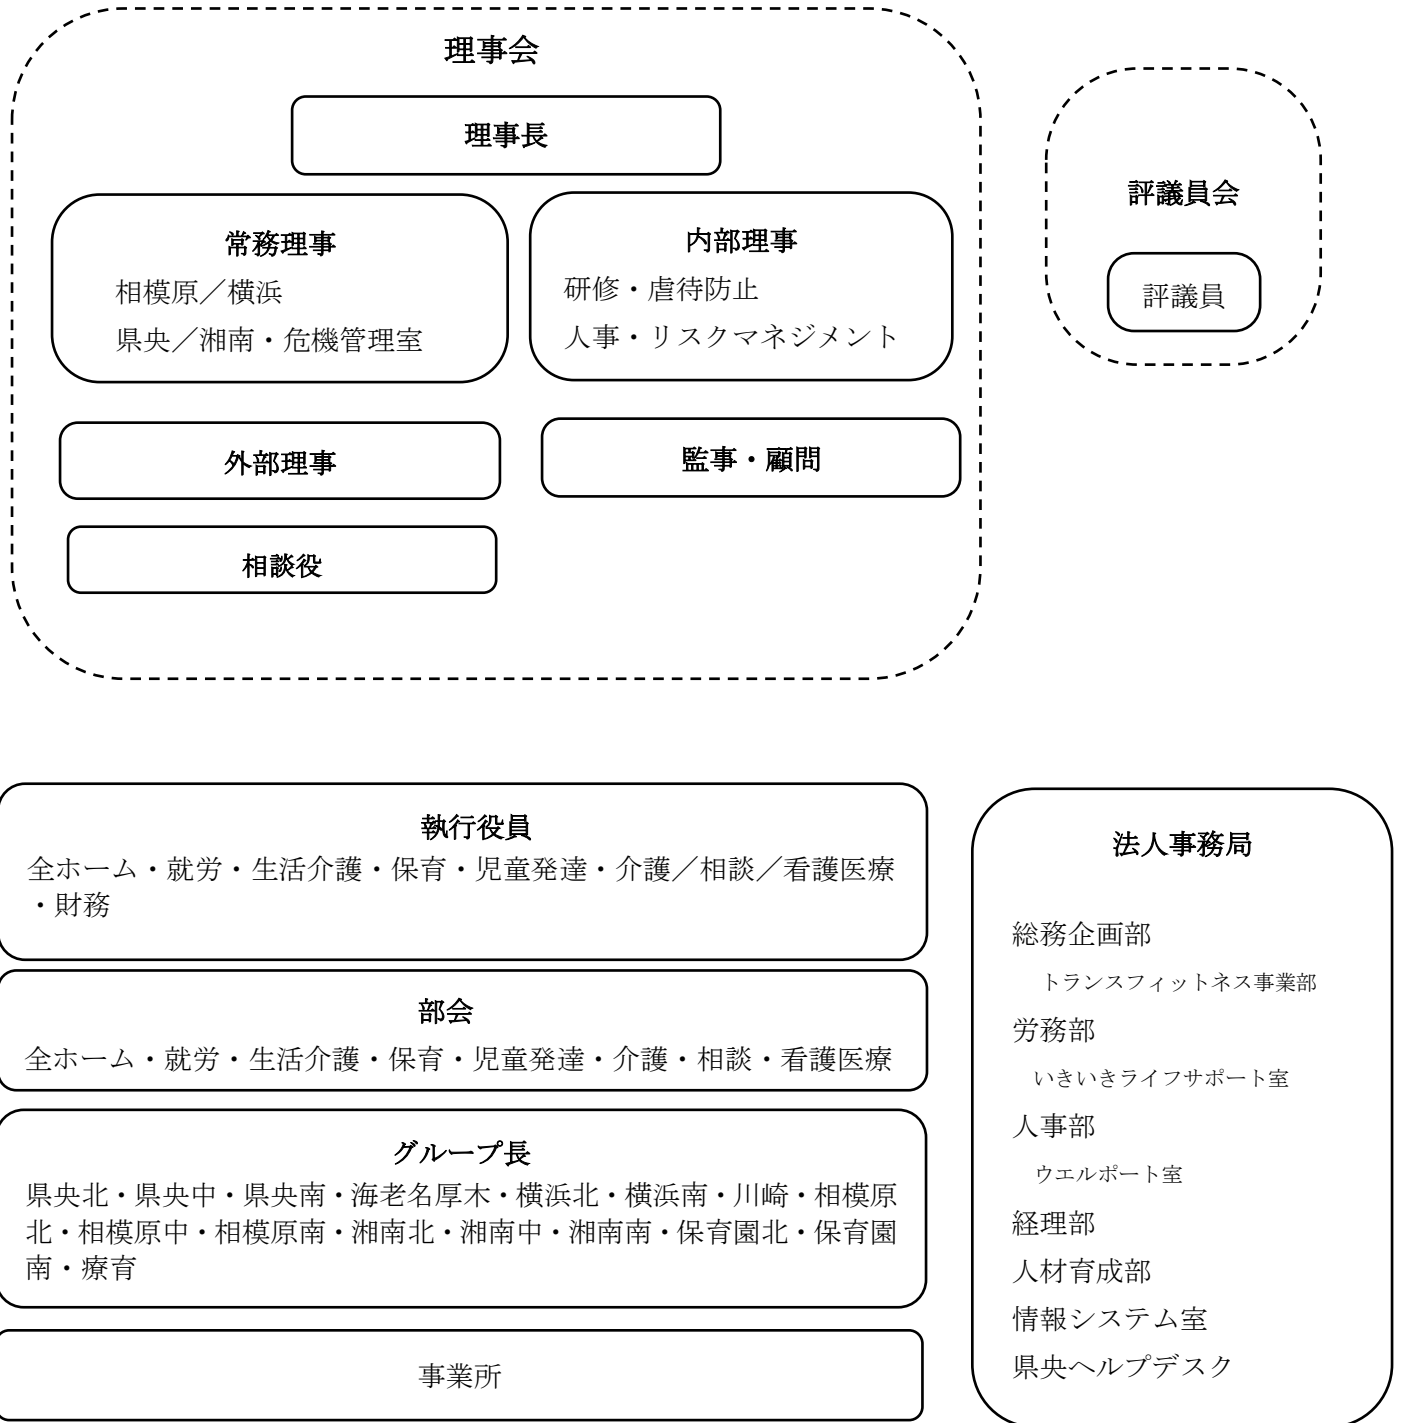 理事会
理事長
常務理事
相模原／横浜
県央／湘南・危機管理室
内部理事
研修・虐待防止
人事・リスクマネジメント
外部理事
監事・顧問
相談役
評議員会
評議員
執行役員
全ホーム・就労・生活介護・保育・児童発達・介護／相談／看護医療
・財務
部会
全ホーム・就労・生活介護・保育・児童発達・介護・相談・看護医療
グループ長
県央北・県央中・県央南・海老名厚木・横浜北・横浜南・川崎・相模原
北・相模原中・相模原南・湘南北・湘南中・湘南南・保育園北・保育園
南・療育
事業所
法人事務局
総務企画部
トランスフィットネス事業部
労務部
いきいきライフサポート室
人事部
ウエルポート室
経理部
人材育成部
情報システム室
県央ヘルプデスク